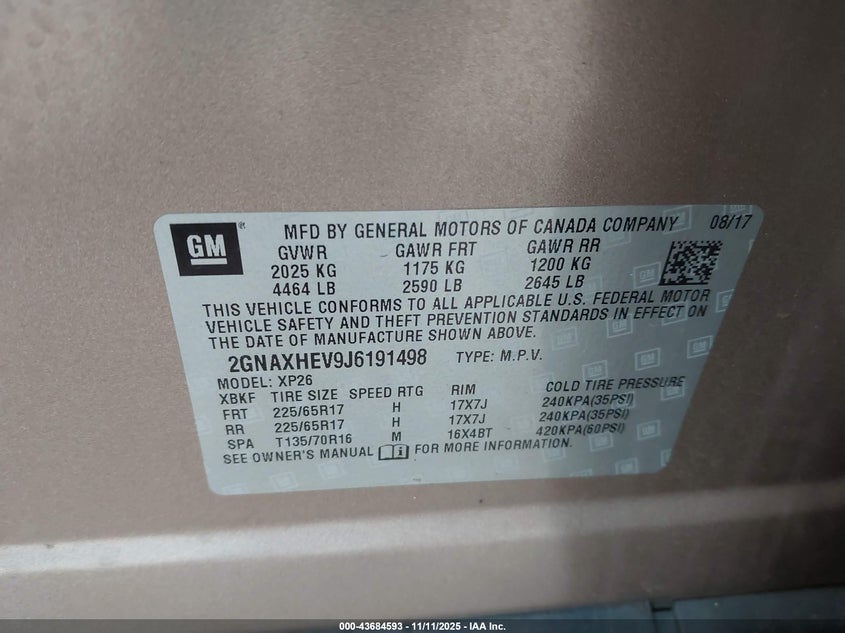 GM ® MFD BY GENERAL MOTORS OF CANADA COMPANY 08/17
GVWR GAWR FRT GAWR RR
2025 KG 1175 KG 1200 KG
4464 LB 2590 LB 2645 LB
THIS VEHICLE CONFORMS TO ALL APPLICABLE U.S. FEDERAL MOTOR
VEHICLE SAFETY AND THEFT PREVENTION STANDARDS IN EFFECT ON
THE DATE OF MANUFACTURE SHOWN ABOVE.
2GNAXHEV9J6191498 TYPE: M.P.V.
MODEL: XP26
XBKF TIRE SIZE SPEED RTG RIM COLD TIRE PRESSURE
FRT 225/65R17 H 17X7J 240KPA(35PSI)
RR 225/65R17 H 17X7J 240KPA(35PSI)
SPA T135/70R16 M 16X4BT 420KPA(60PSI)
SEE OWNER'S MANUAL FOR MORE INFORMATION.
000-43684593 - 11/11/2025 - IAA Inc.